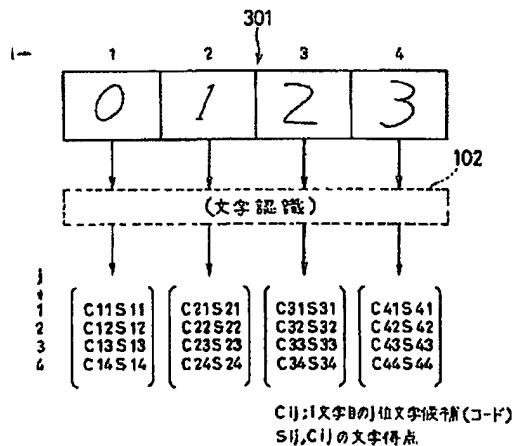 301
i→ 1 2 3 4
0 1 2 3
102
(文字認識)
j
↓
1 C11S11 C21S21 C31S31 C41S41
2 C12S12 C22S22 C32S32 C42S42
3 C13S13 C23S23 C33S33 C43S43
4 C14S14 C24S24 C34S34 C44S44
Cij;i文字目のj位文字候補(コード)
Sij,Cijの文字得点